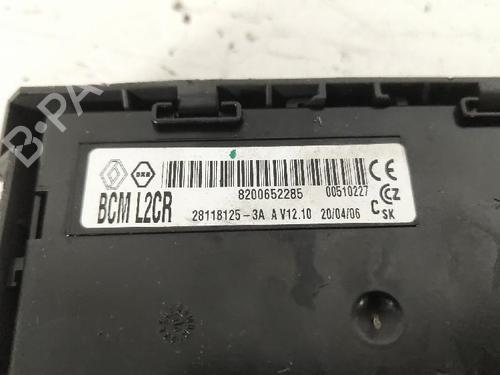 8200652285 00510227
BCM L2CR
28118125-3A A V12.10 20/04/06
C SK
CZ
CE
B-PA